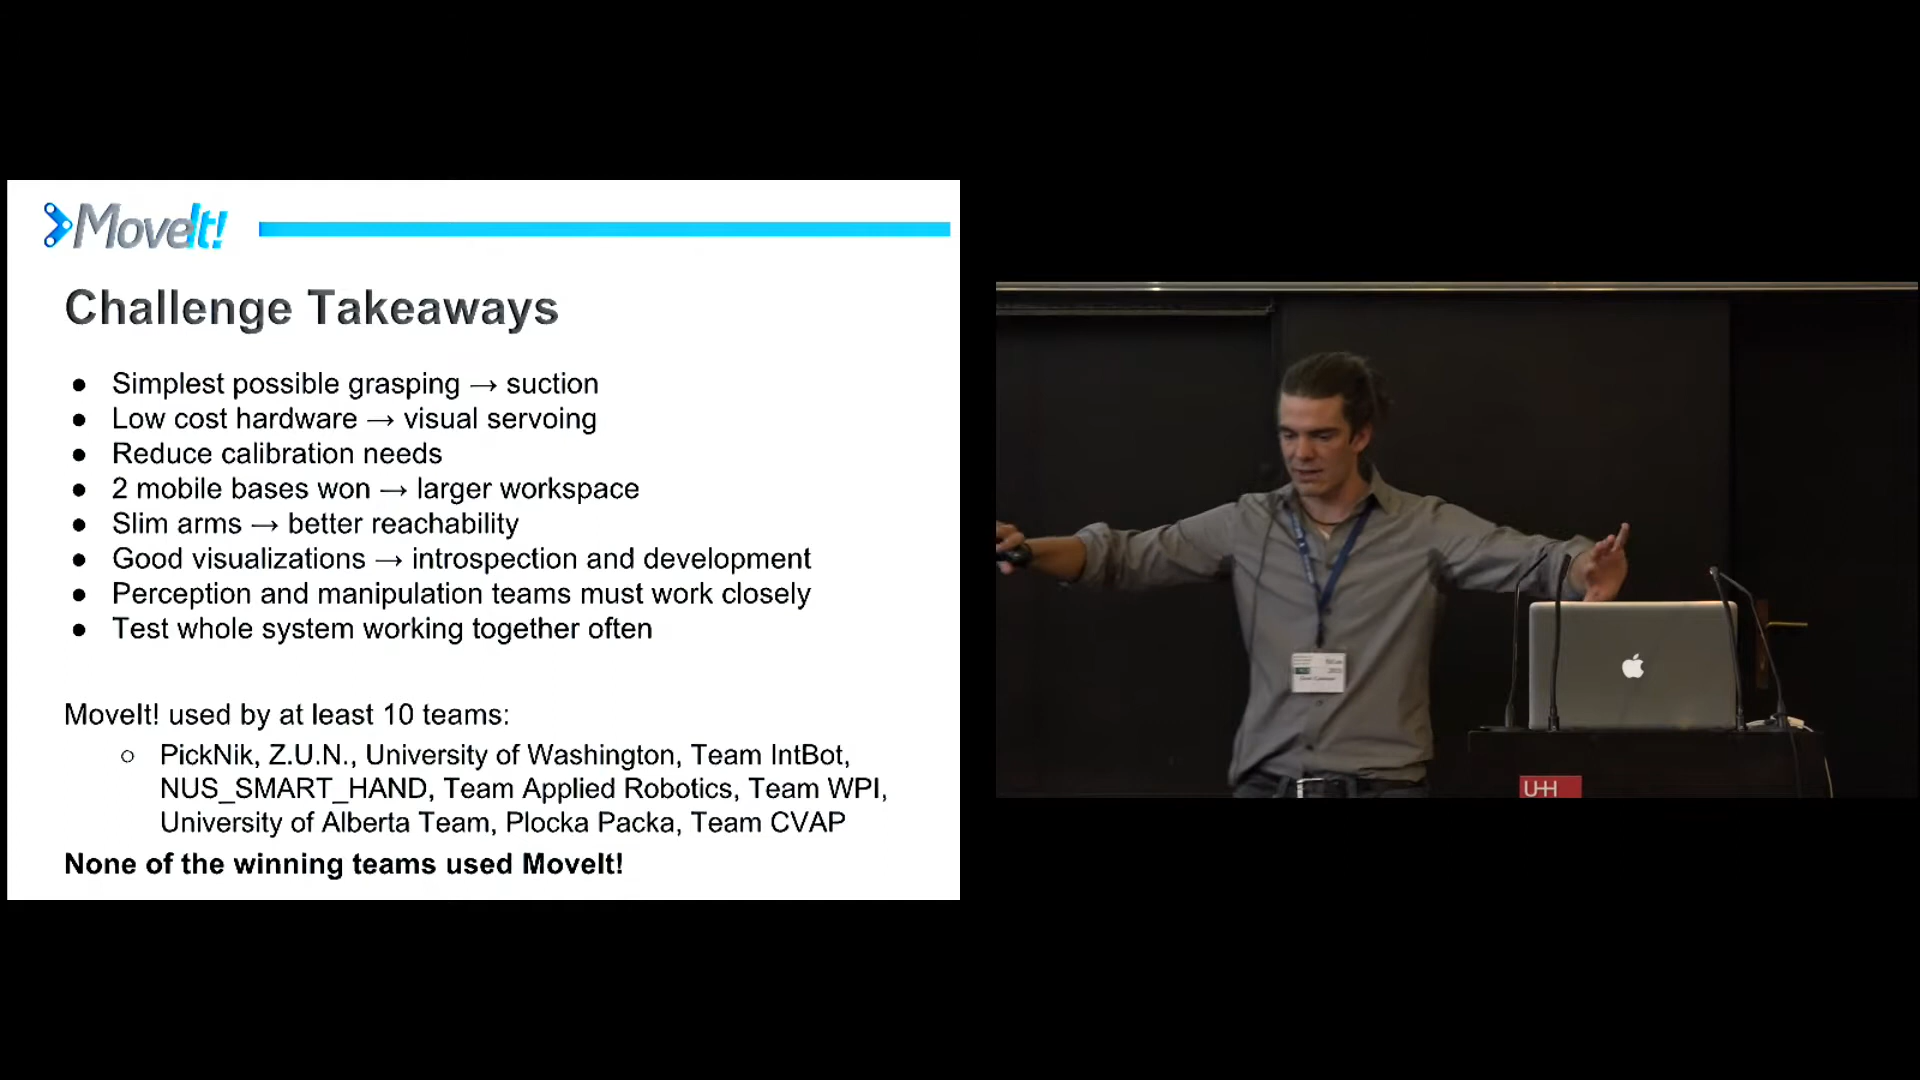 MoveIt!
Challenge Takeaways
● Simplest possible grasping → suction
● Low cost hardware → visual servoing
● Reduce calibration needs
● 2 mobile bases won → larger workspace
● Slim arms → better reachability
● Good visualizations → introspection and development
● Perception and manipulation teams must work closely
● Test whole system working together often
MoveIt! used by at least 10 teams:
○ PickNik, Z.U.N., University of Washington, Team IntBot,
NUS_SMART_HAND, Team Applied Robotics, Team WPI,
University of Alberta Team, Plocka Packa, Team CVAP
None of the winning teams used MoveIt!
UHH